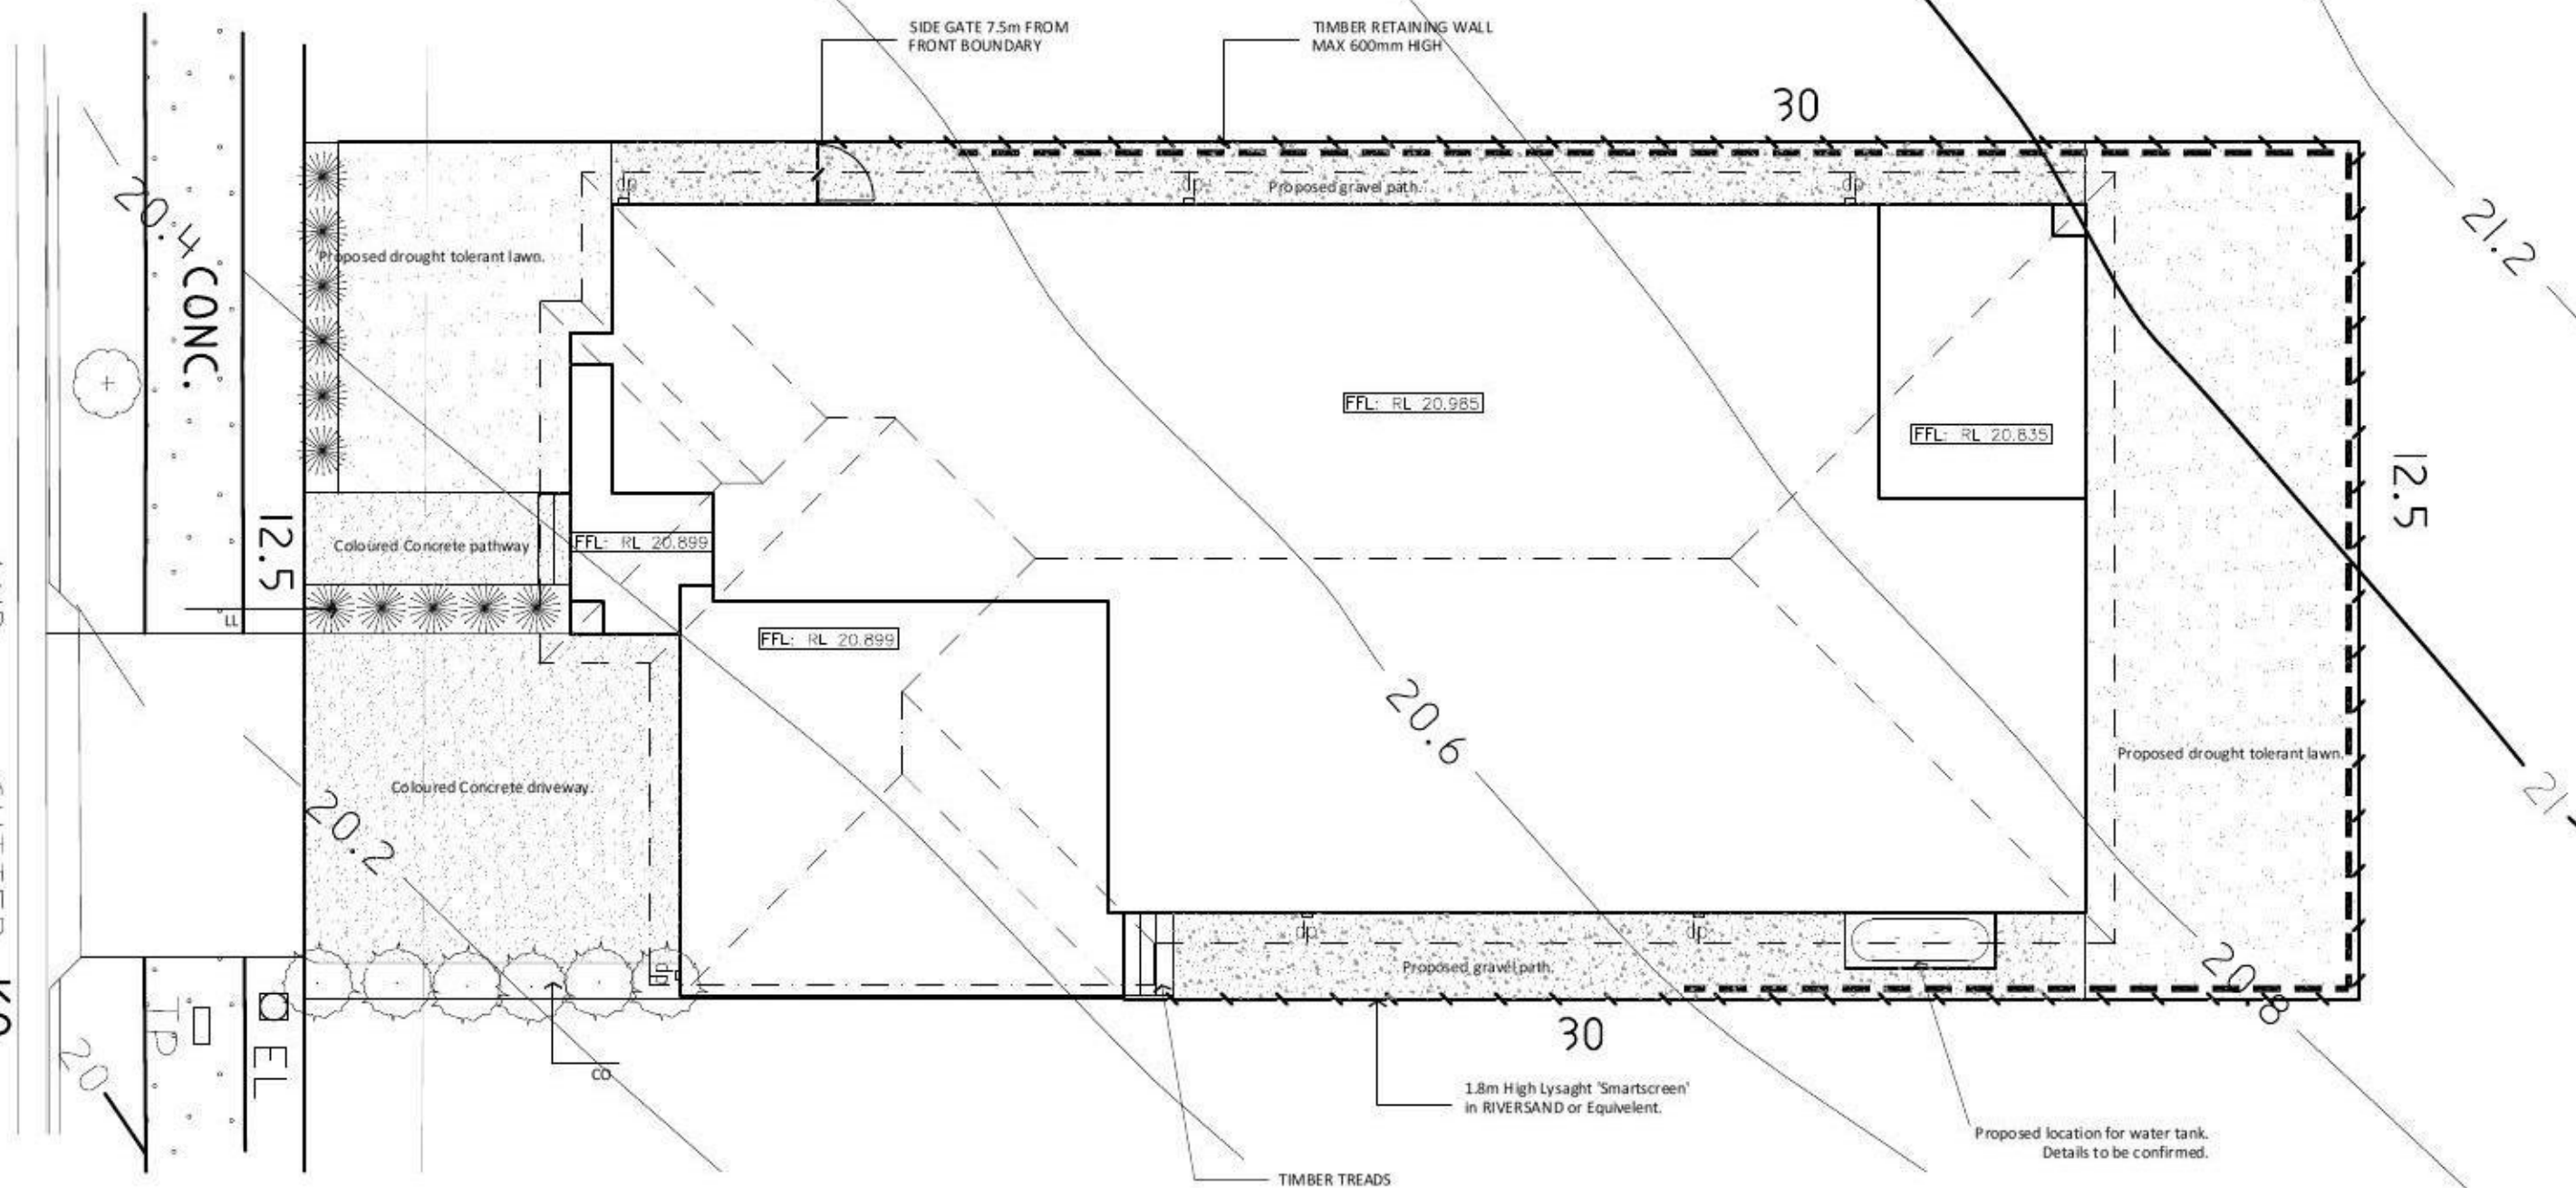 SIDE GATE 7.5m FROM
FRONT BOUNDARY
TIMBER RETAINING WALL
MAX 600mm HIGH
30
20.4
CONC.
dp
dp
Proposed gravel path.
dp
21.2
Proposed drought tolerant lawn.
FFL: RL 20.985
FFL: RL 20.835
12.5
12.5
Coloured Concrete pathway
FFL: RL 20.899
LL
FFL: RL 20.899
20.6
Proposed drought tolerant lawn.
21
Coloured Concrete driveway.
20.2
dp
dp
dp
Proposed gravel path.
20.8
TP
EL
20
30
CO
1.8m High Lysaght 'Smartscreen'
in RIVERSAND or Equivelent.
Proposed location for water tank.
Details to be confirmed.
TIMBER TREADS